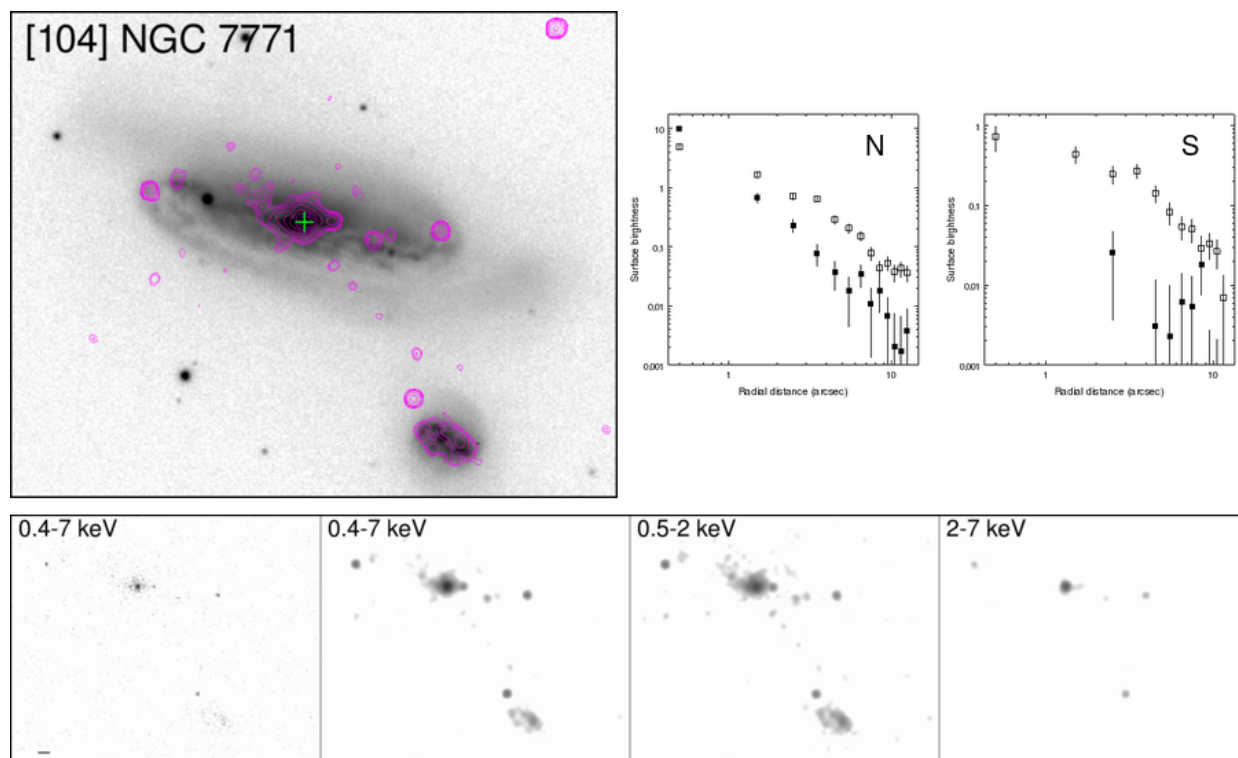 [104] NGC 7771
N
10
1
0,1
0,01
0,001
1
10
Surface birghtness
Radial distance (arcsec)
S
1
0,1
0,01
0,001
1
10
Surface birghtness
Radial distance (arcsec)
0.4-7 keV
0.4-7 keV
0.5-2 keV
2-7 keV